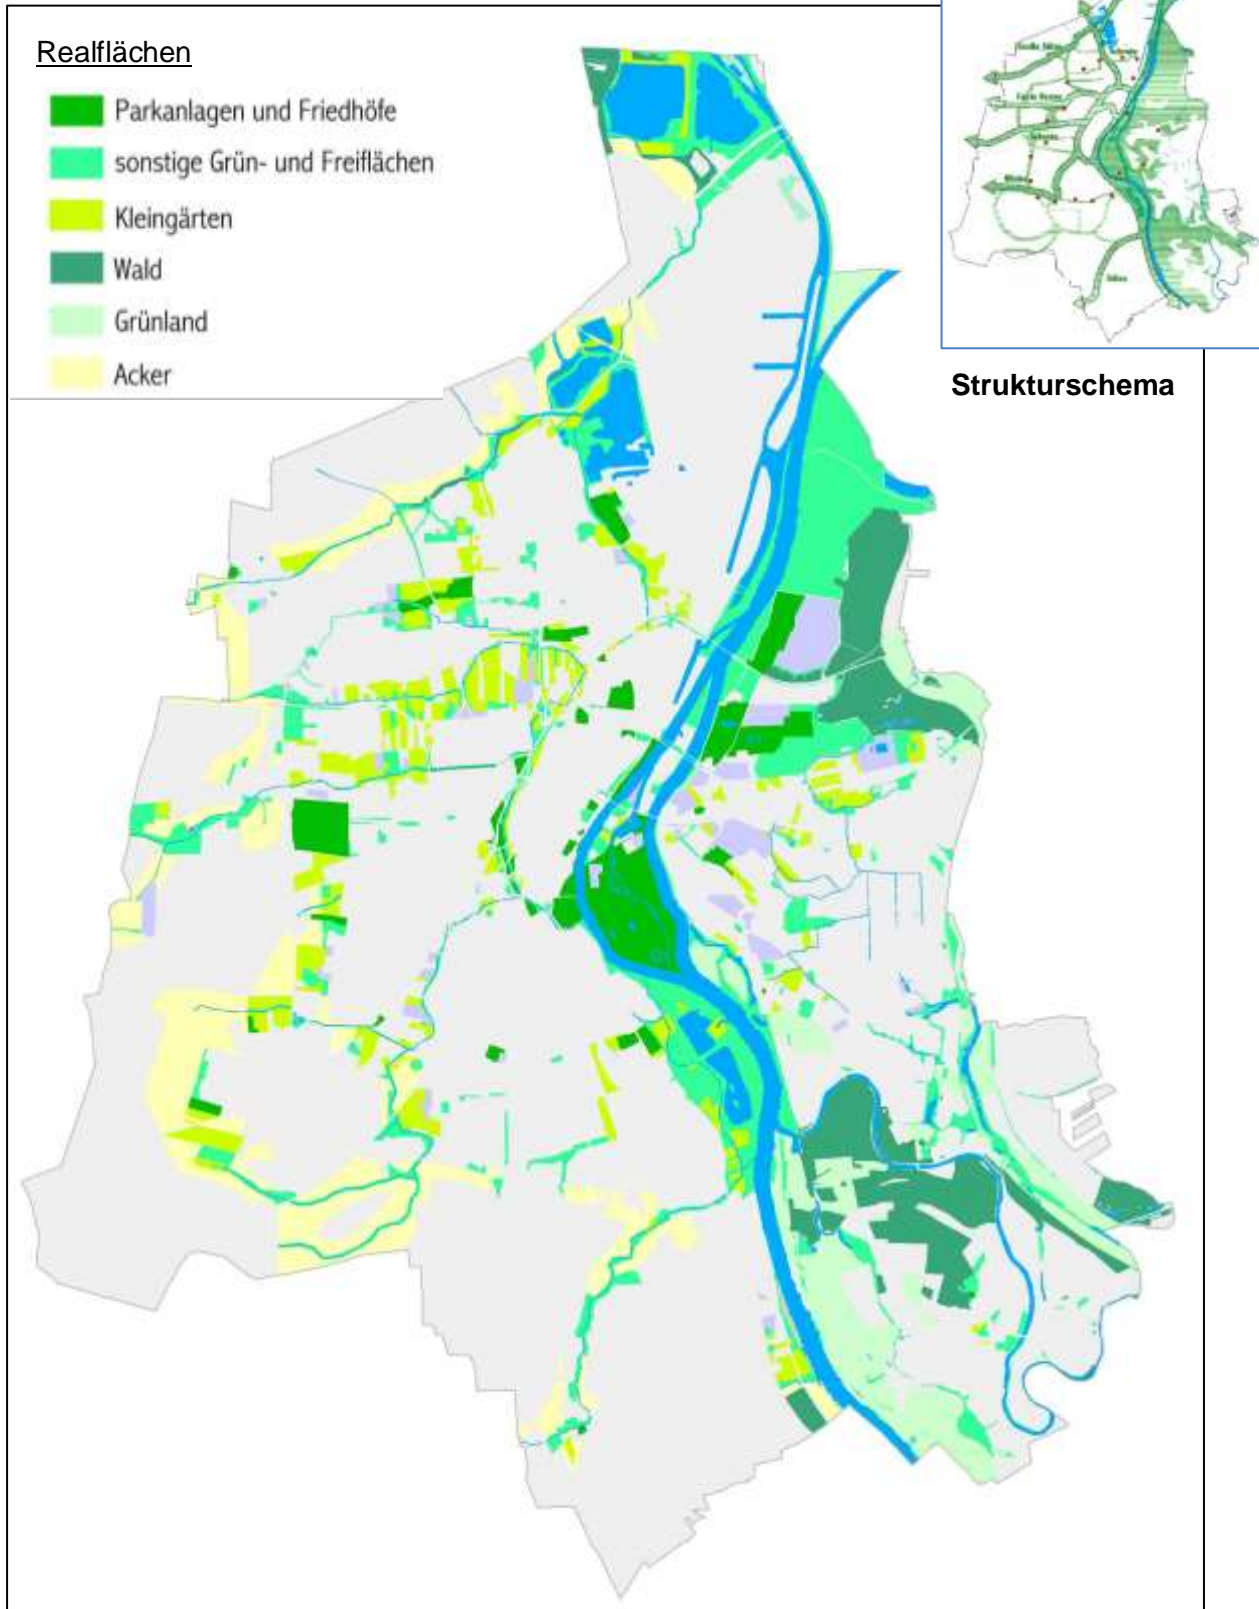 Realflächen
Parkanlagen und Friedhöfe
sonstige Grün- und Freiflächen
Kleingärten
Wald
Grünland
Acker
Strukturschema